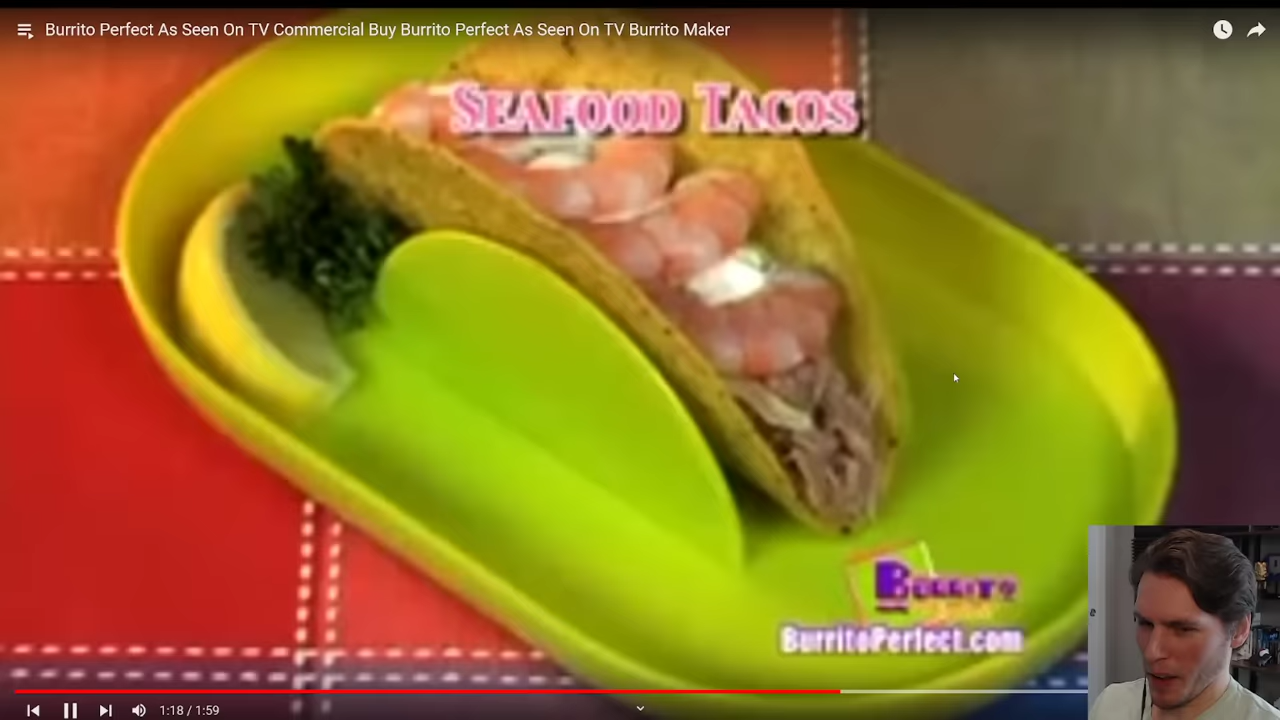 Burrito Perfect As Seen On TV Commercial Buy Burrito Perfect As Seen On TV Burrito Maker
SEAFOOD TACOS
BURRITO
BurritoPerfect.com
1:18 / 1:59